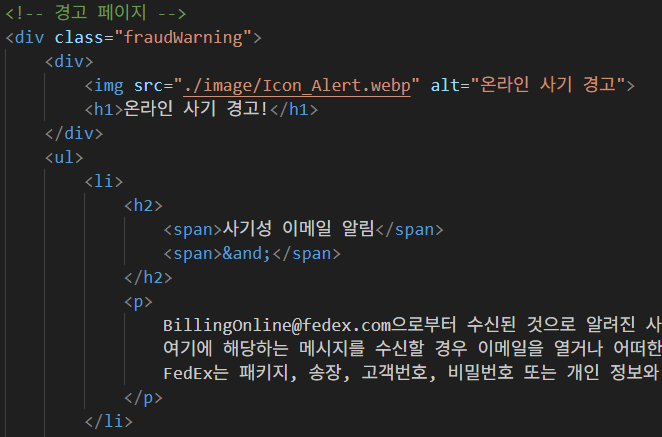 <!-- 경고 페이지 -->
<div class="fraudWarning">
<div>
<img src="./image/Icon_Alert.webp" alt="온라인 사기 경고">
<h1>온라인 사기 경고!</h1>
</div>
<ul>
<li>
<h2>
<span>사기성 이메일 알림</span>
<span>&and;</span>
</h2>
<p>
BillingOnline@fedex.com으로부터 수신된 것으로 알려진 사
여기에 해당하는 메시지를 수신할 경우 이메일을 열거나 어떠한
FedEx는 패키지, 송장, 고객번호, 비밀번호 또는 개인 정보와
</p>
</li>